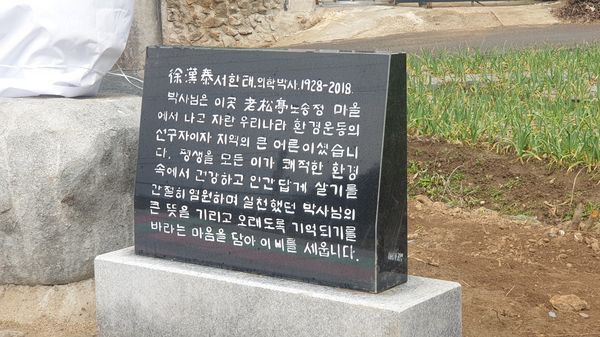 徐漢泰서한태.의학박사.1928-2018.
박사님은 이곳 老松亭노송정 마을
에서 나고 자란 우리나라 환경운동의
선구자이자 지역의 큰 어른이셨습니
다. 평생을 모든 이가 쾌적한 환경
속에서 건강하고 인간답게 살기를
간절히 염원하며 실천했던 박사님의
큰 뜻을 기리고 오래도록 기억되기를
바라는 마음을 담아 이 비를 세웁니다.